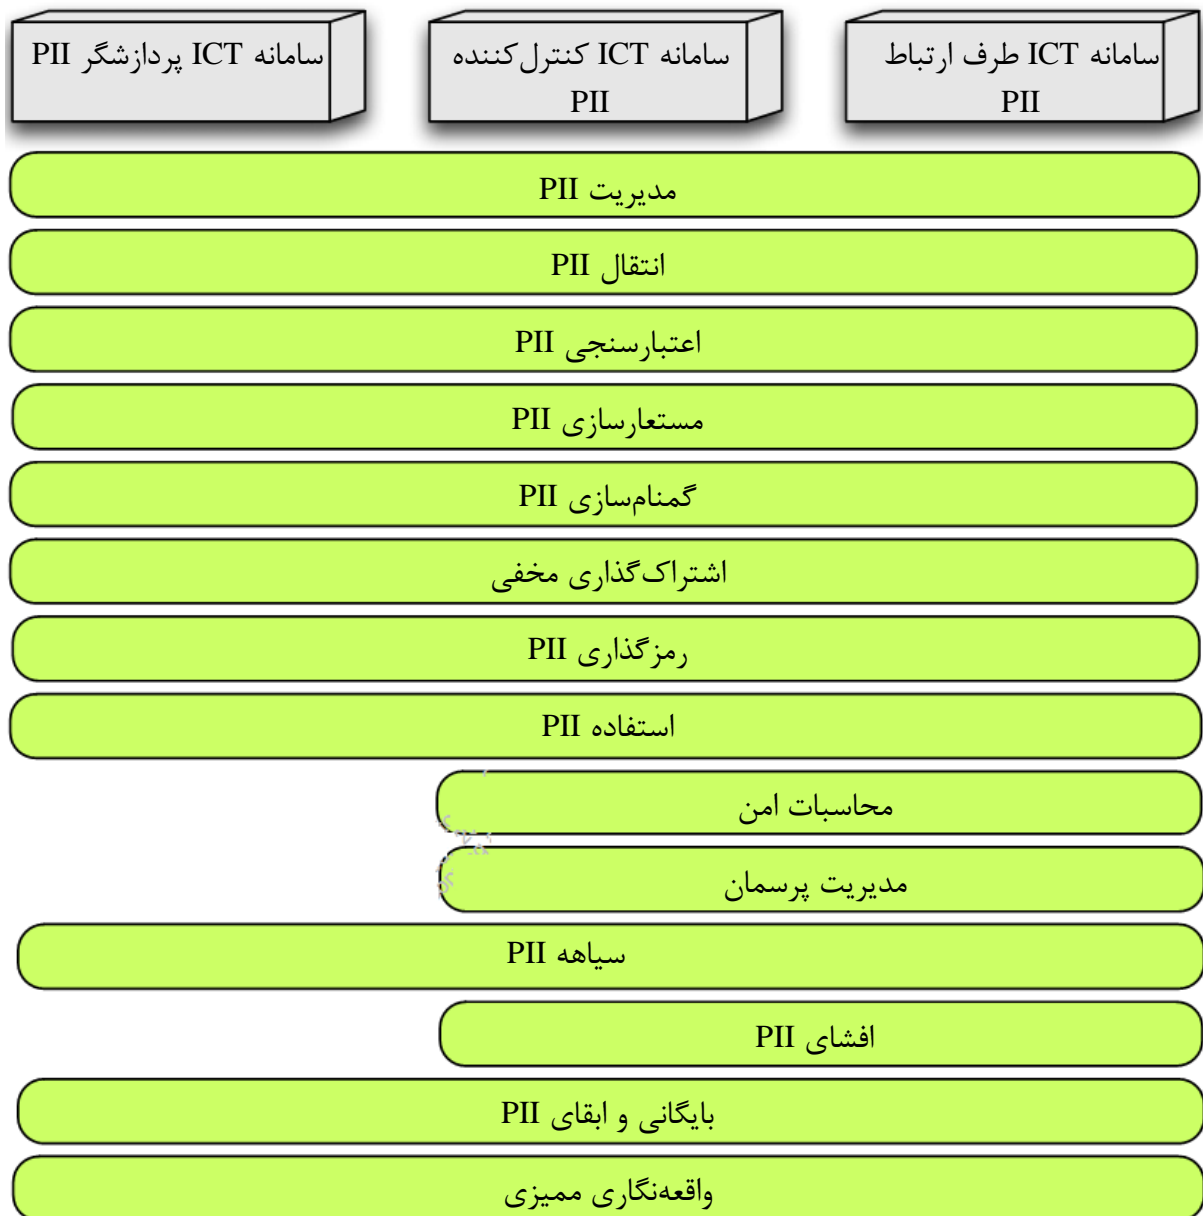 سامانه ICT طرف ارتباط
PII
سامانه ICT کنترل‌کننده
PII
سامانه ICT پردازشگر PII
مدیریت PII
انتقال PII
اعتبارسنجی PII
مستعارسازی PII
گمنام‌سازی PII
اشتراک‌گذاری مخفی
رمزگذاری PII
استفاده PII
محاسبات امن
مدیریت پرسمان
سیاهه PII
افشای PII
بایگانی و ابقای PII
واقعه‌نگاری ممیزی